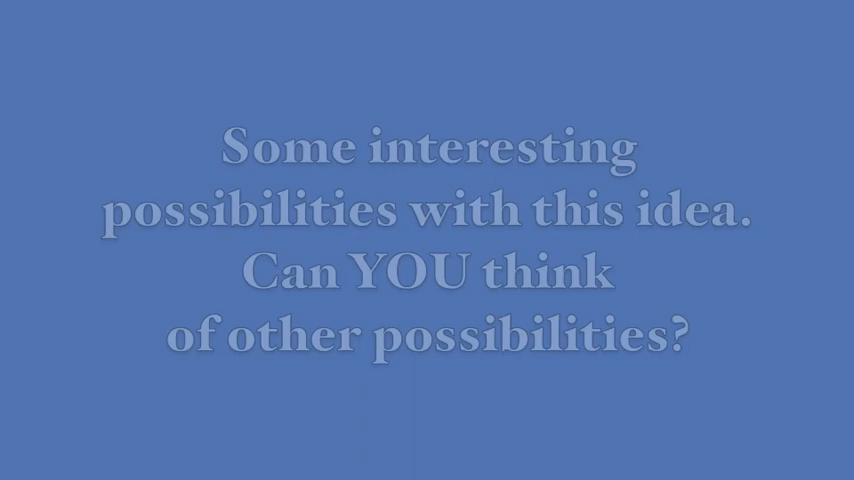 Some interesting
possibilities with this idea.
Can YOU think
of other possibilities?